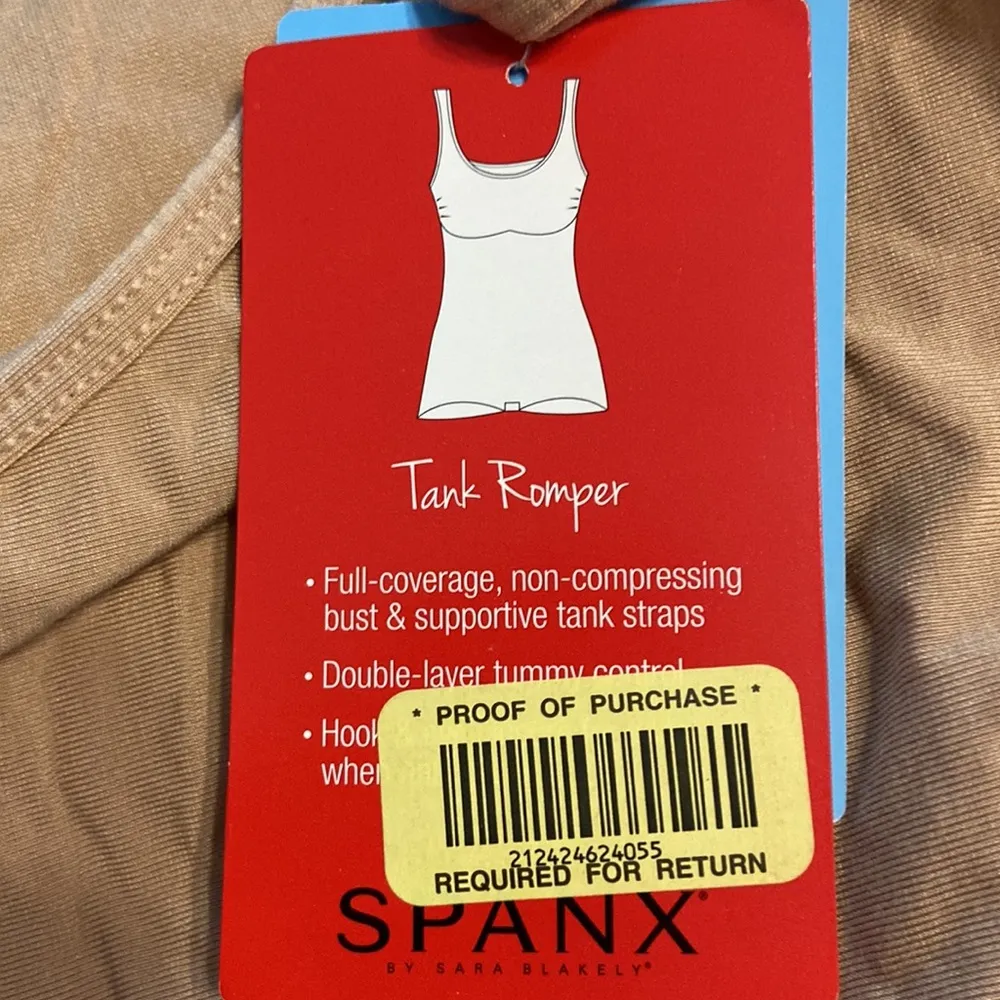 Tank Romper
• Full-coverage, non-compressing
bust & supportive tank straps
• Double-layer tummy control
• Hook
when
* PROOF OF PURCHASE *
212424624055
REQUIRED FOR RETURN
SPANX®
BY SARA BLAKELY®